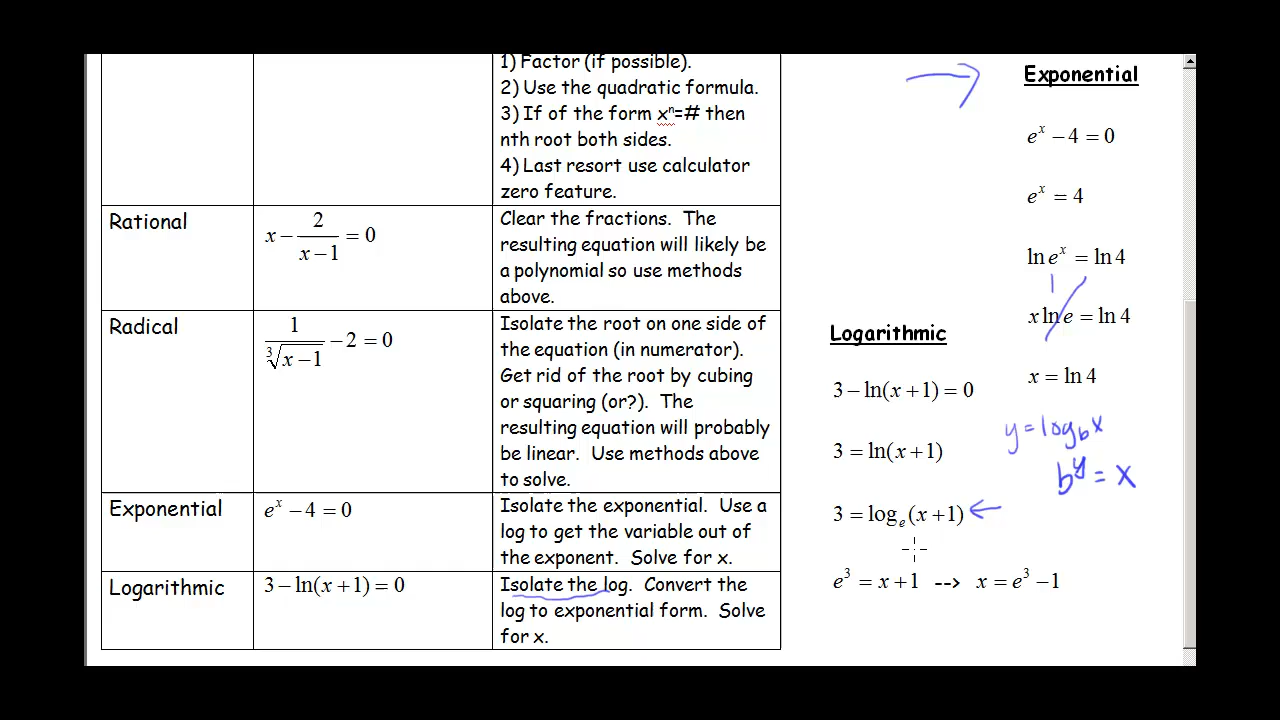 1) Factor (if possible).
2) Use the quadratic formula.
3) If of the form xⁿ=# then
nth root both sides.
4) Last resort use calculator
zero feature.
Rational
x − 2/(x − 1) = 0
Clear the fractions. The
resulting equation will likely be
a polynomial so use methods
above.
Radical
1/∛(x − 1) − 2 = 0
Isolate the root on one side of
the equation (in numerator).
Get rid of the root by cubing
or squaring (or?). The
resulting equation will probably
be linear. Use methods above
to solve.
Exponential
eˣ − 4 = 0
Isolate the exponential. Use a
log to get the variable out of
the exponent. Solve for x.
Logarithmic
3 − ln(x + 1) = 0
Isolate the log. Convert the
log to exponential form. Solve
for x.
Logarithmic
3 − ln(x + 1) = 0
3 = ln(x + 1)
3 = logₑ(x + 1)
e³ = x + 1 --> x = e³ − 1
Exponential
eˣ − 4 = 0
eˣ = 4
ln eˣ = ln 4
1
x ln e = ln 4
x = ln 4
y = log_b x
b^y = x